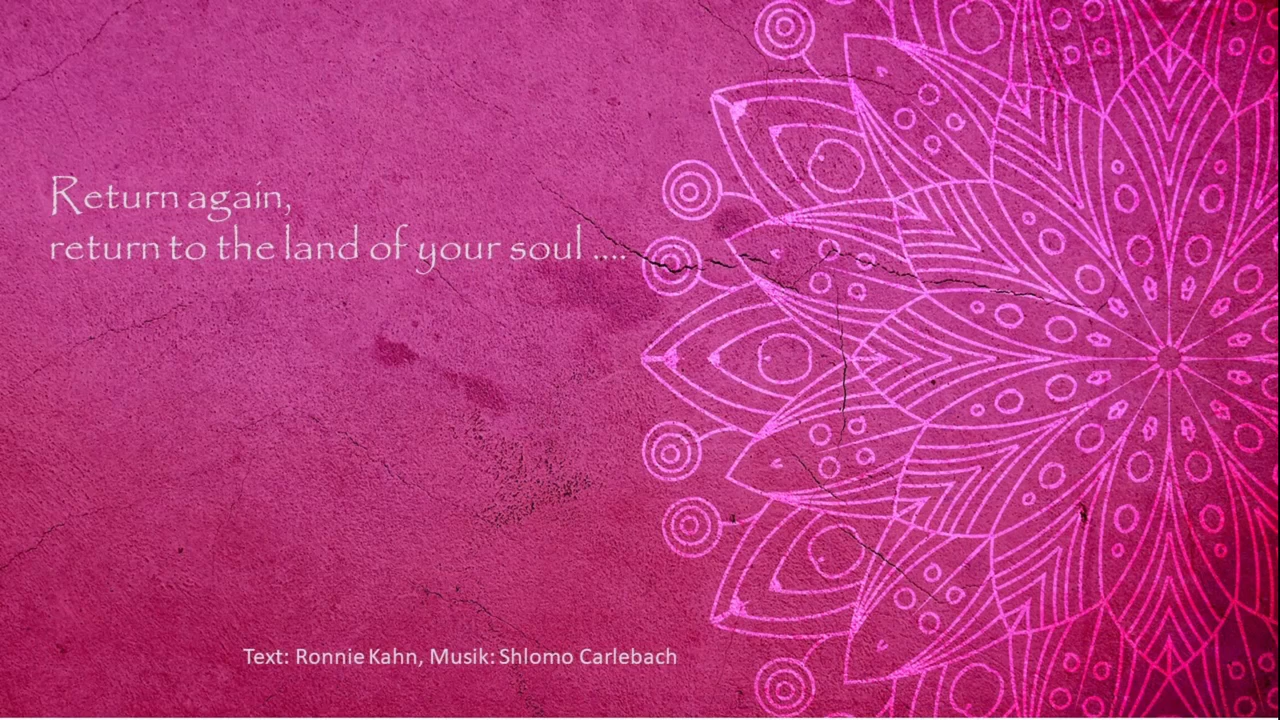 Return again,
return to the land of your soul ....
Text: Ronnie Kahn, Musik: Shlomo Carlebach